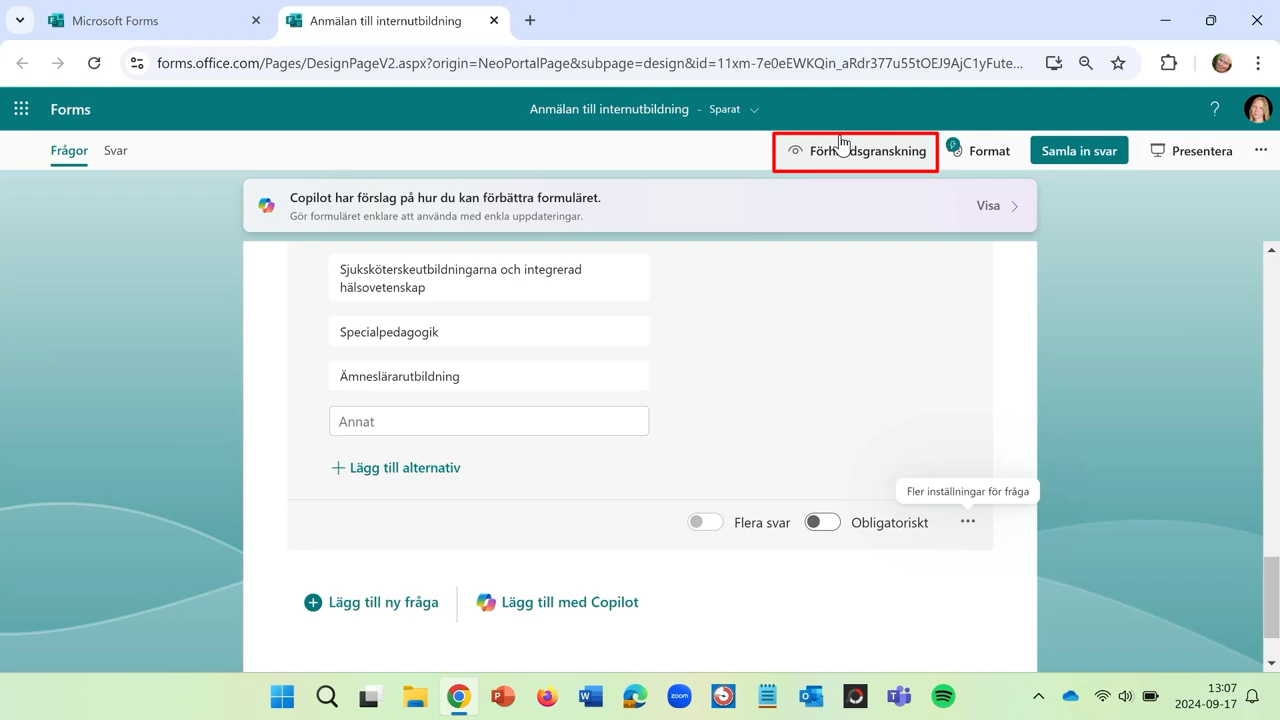 Microsoft Forms
Anmälan till internutbildning
forms.office.com/Pages/DesignPageV2.aspx?origin=NeoPortalPage&subpage=design&id=11xm-7e0eEWKQin_aRdr377u55tOEJ9AjC1yFute...
Forms
Anmälan till internutbildning - Sparat
?
Frågor
Svar
Förhandsgranskning
Format
Samla in svar
Presentera
Copilot har förslag på hur du kan förbättra formuläret.
Gör formuläret enklare att använda med enkla uppdateringar.
Visa
Sjuksköterskeutbildningarna och integrerad
hälsovetenskap
Specialpedagogik
Ämneslärarutbildning
Annat
Lägg till alternativ
Fler inställningar för fråga
Flera svar
Obligatoriskt
Lägg till ny fråga
Lägg till med Copilot
zoom
13:07
2024-09-17